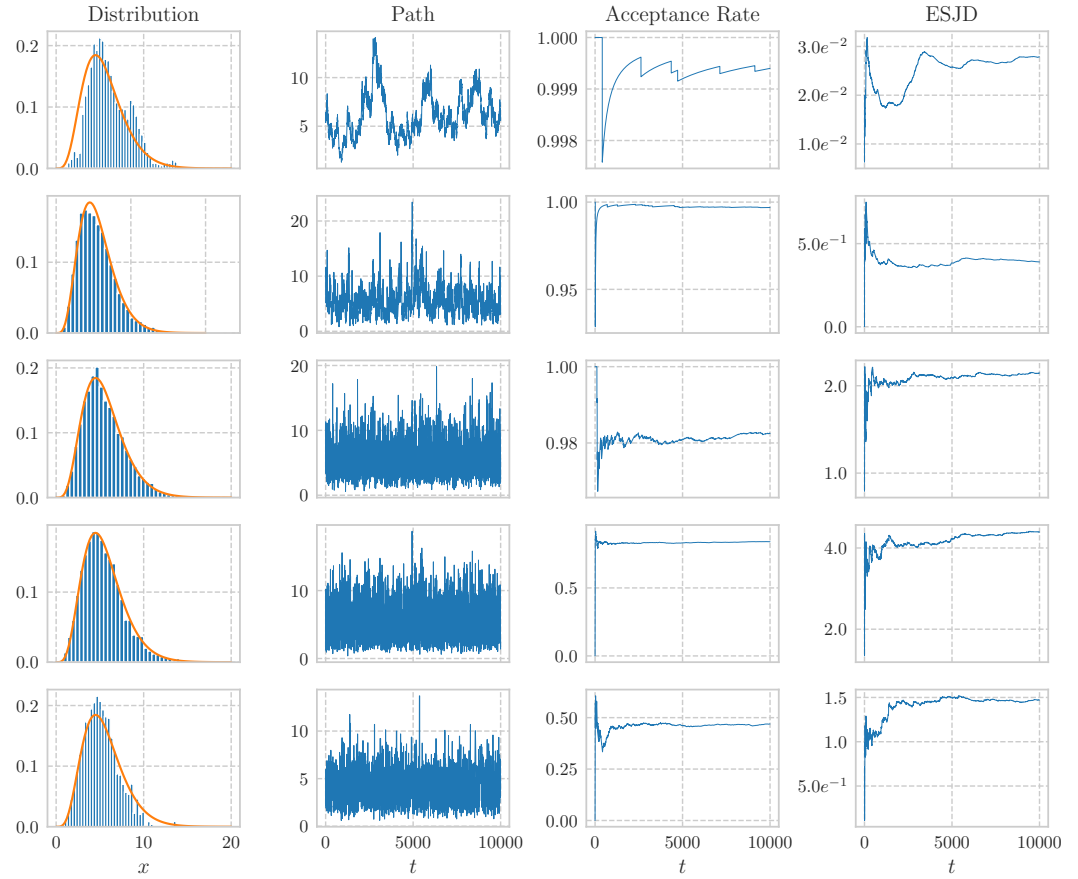 Distribution Path Acceptance Rate ESJD
0.2 0.1 0.0
10 5
1.000 0.999 0.998
3.0e⁻² 2.0e⁻² 1.0e⁻²
0.1 0.0
20 10 0
1.00 0.95
5.0e⁻¹ 0.0
0.2 0.1 0.0
20 10 0
1.00 0.98
2.0 1.0
0.1 0.0
10 0
0.5 0.0
4.0 2.0
0.2 0.1 0.0
10 5 0
0.50 0.25 0.00
1.5 1.0 5.0e⁻¹
0 10 20 0 5000 10000 0 5000 10000 0 5000 10000
x t t t